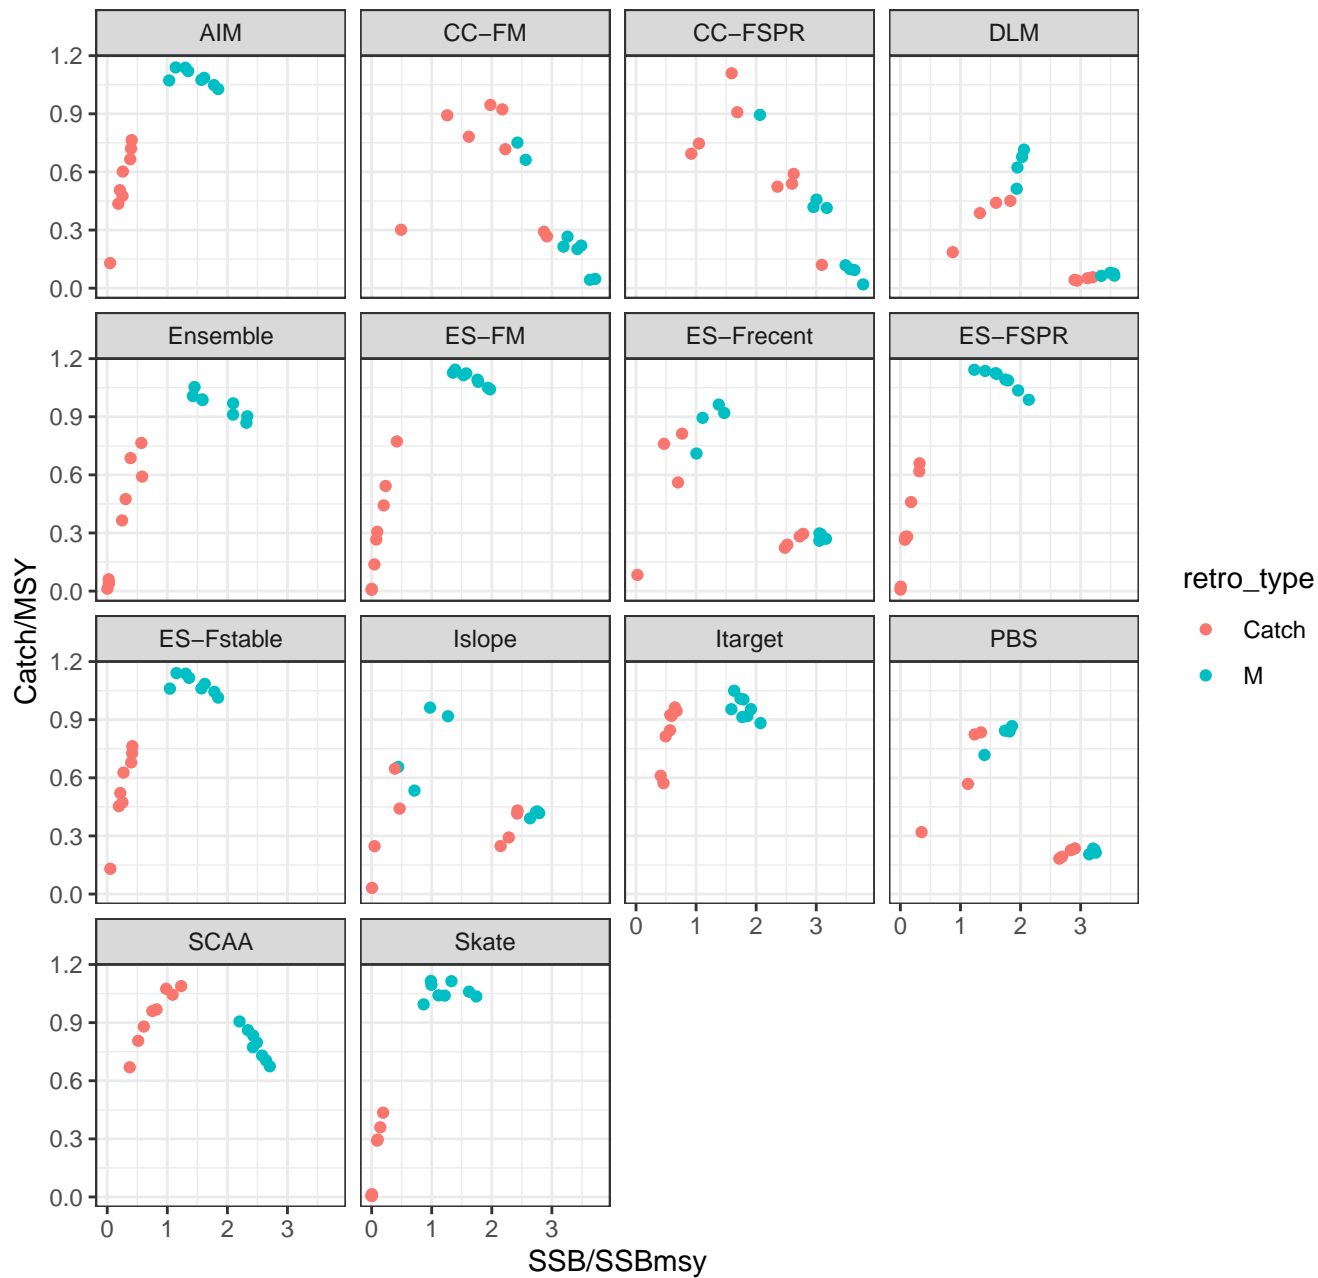 AIM CC−FM CC−FSPR DLM
1.2
0.9
0.6
0.3
0.0
Ensemble ES−FM ES−Frecent ES−FSPR
1.2
0.9
0.6
0.3
0.0
ES−Fstable Islope Itarget PBS
1.2
0.9
0.6
0.3
0.0
0 1 2 3 0 1 2 3
SCAA Skate
1.2
0.9
0.6
0.3
0.0
0 1 2 3 0 1 2 3
SSB/SSBmsy
Catch/MSY
retro_type
Catch
M